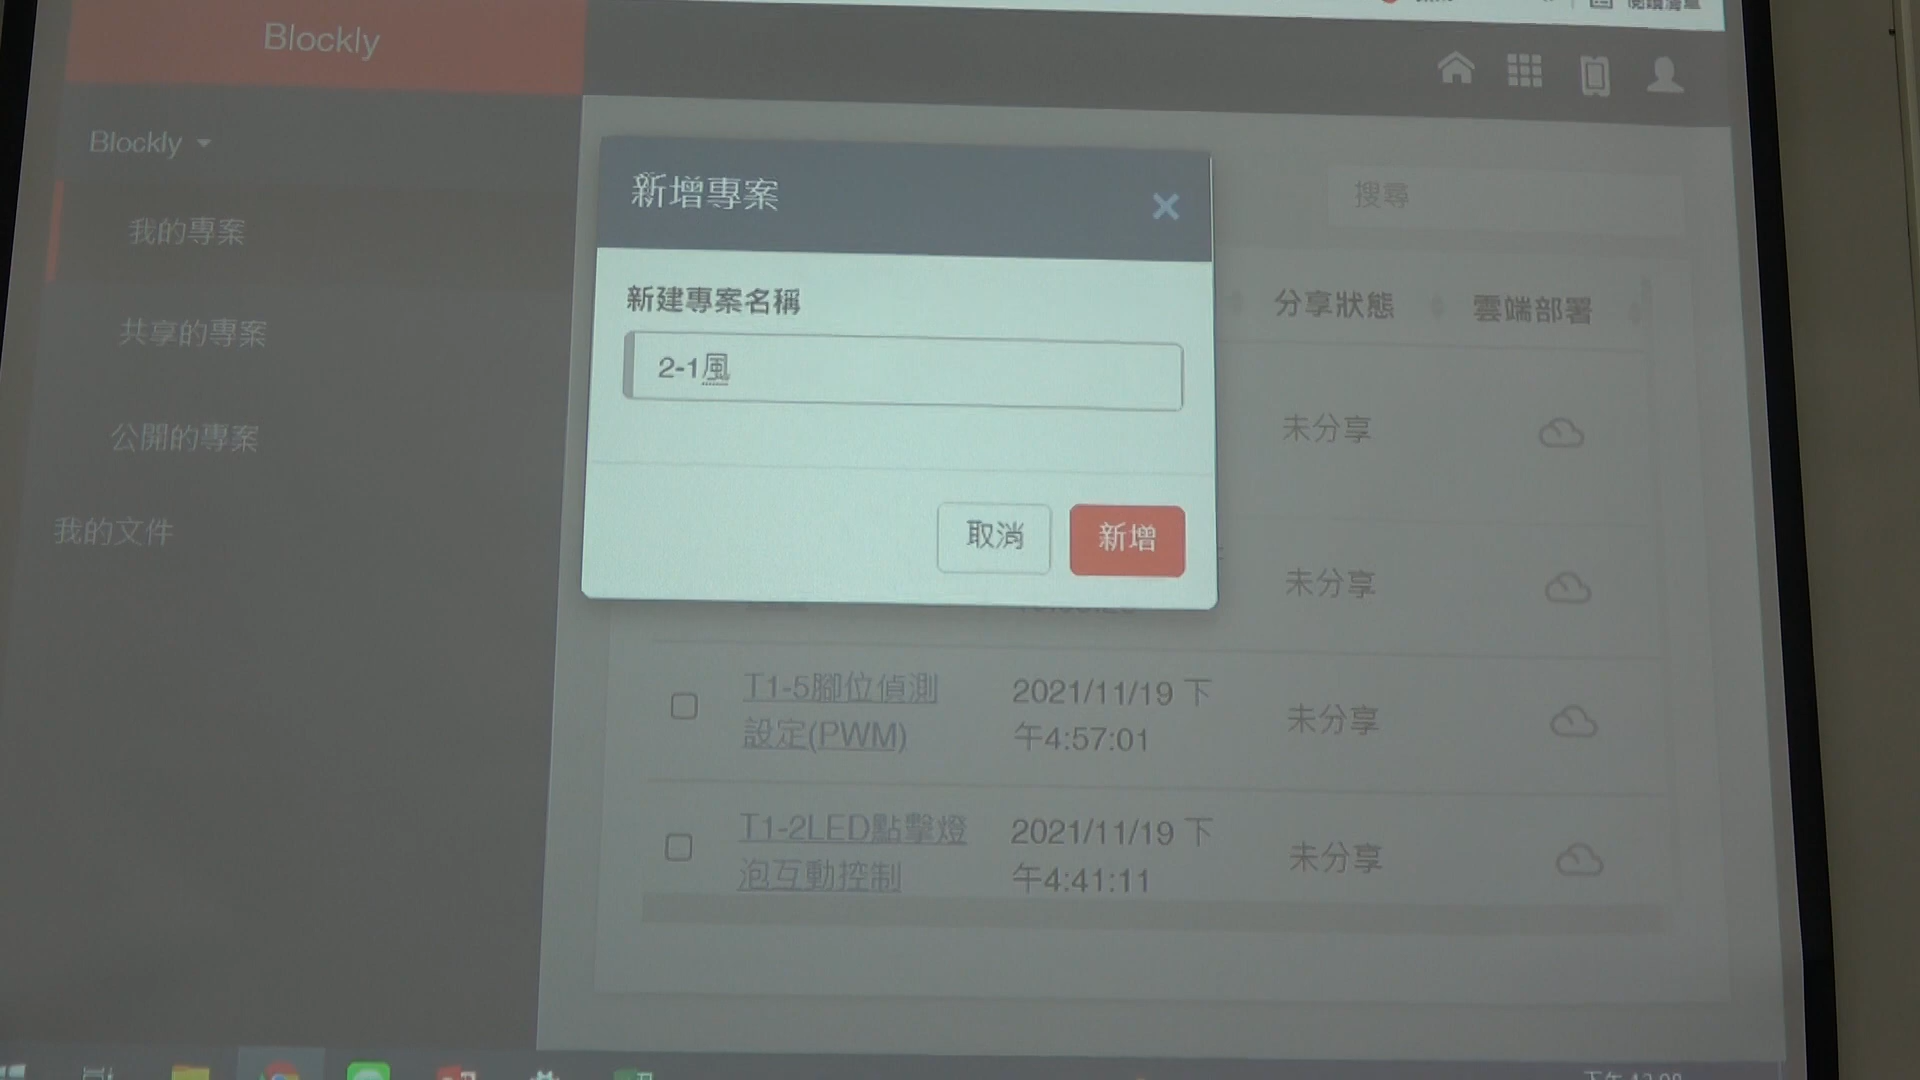 閱讀清單
Blockly
Blockly
我的專案
共享的專案
公開的專案
我的文件
新增專案
×
新建專案名稱
2-1風
取消
新增
搜尋
分享狀態
雲端部署
未分享
未分享
T1-5腳位偵測
設定(PWM)
2021/11/19 下
午4:57:01
未分享
T1-2LED點擊燈
泡互動控制
2021/11/19 下
午4:41:11
未分享